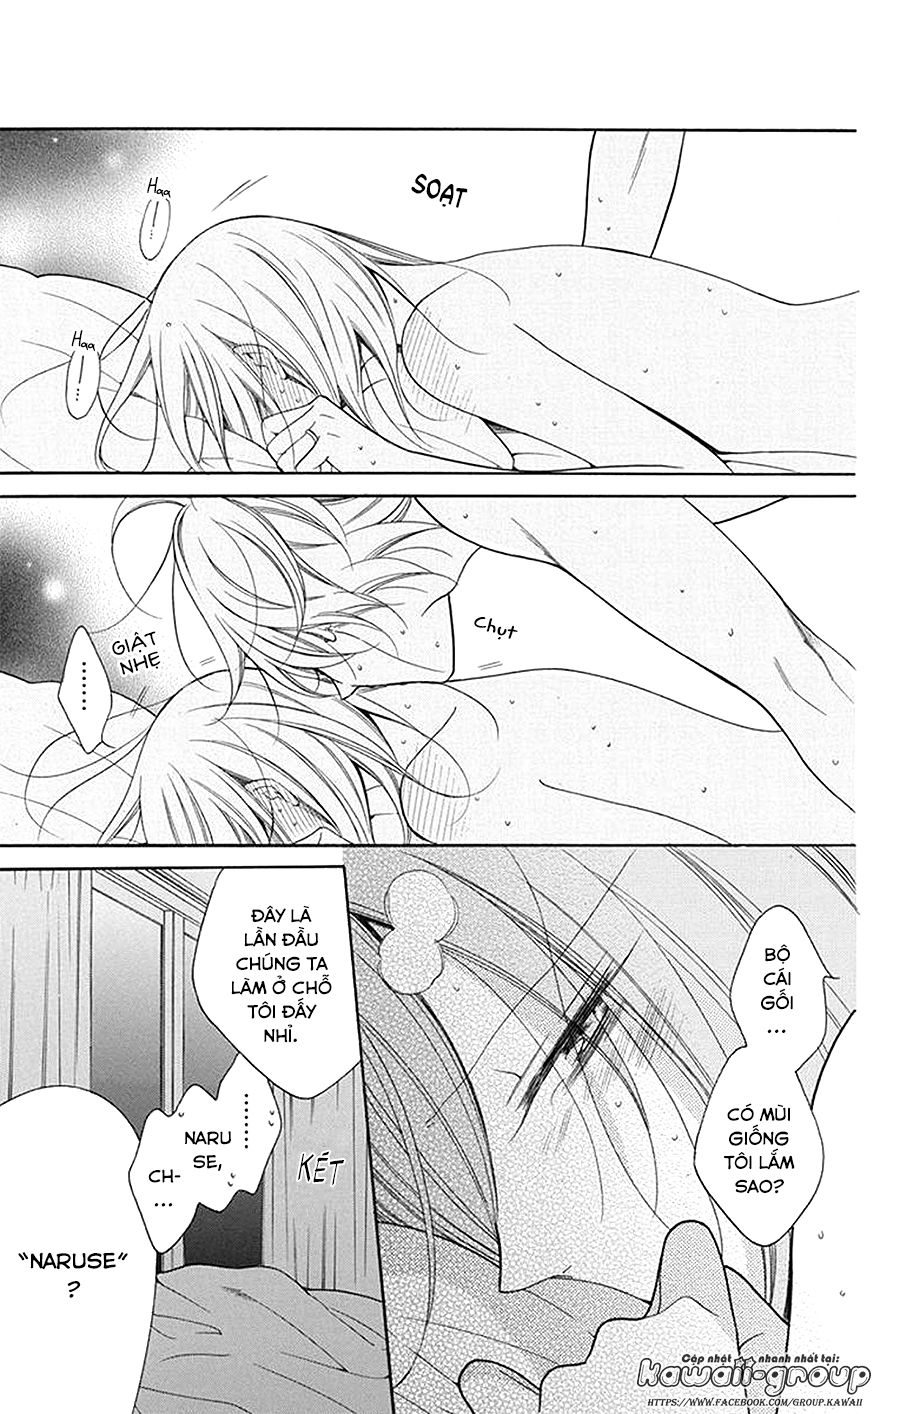 SOẠT
Haa
...
Haa
...
Chụt
GIẬT
NHẸ
......
BỘ
CÁI
GỐI
...
CÓ MÙI
GIỐNG
TÔI LẮM
SAO?
ĐÂY LÀ
LẦN ĐẦU
CHÚNG TA
LÀM Ở CHỖ
TÔI ĐẤY
NHỈ.
KÉT
......
NARU
SE,
CH-
...
"NARUSE"
?
Cập nhật nhanh nhất tại:
kawaii-group
HTTPS://WWW.FACEBOOK.COM/GROUP.KAWAII